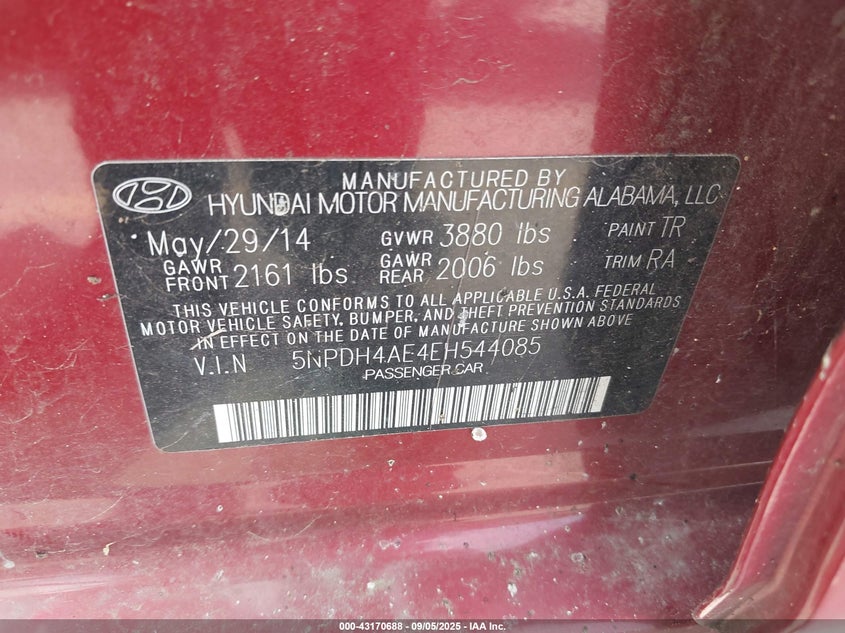 MANUFACTURED BY
HYUNDAI MOTOR MANUFACTURING ALABAMA, LLC
May/29/14 GVWR 3880 lbs PAINT TR
GAWR FRONT 2161 lbs GAWR REAR 2006 lbs TRIM RA
THIS VEHICLE CONFORMS TO ALL APPLICABLE U.S.A. FEDERAL
MOTOR VEHICLE SAFETY, BUMPER, AND THEFT PREVENTION STANDARDS
IN EFFECT ON THE DATE OF MANUFACTURE SHOWN ABOVE
V.I.N 5NPDH4AE4EH544085
PASSENGER CAR
000-43170688 - 09/05/2025 - IAA Inc.